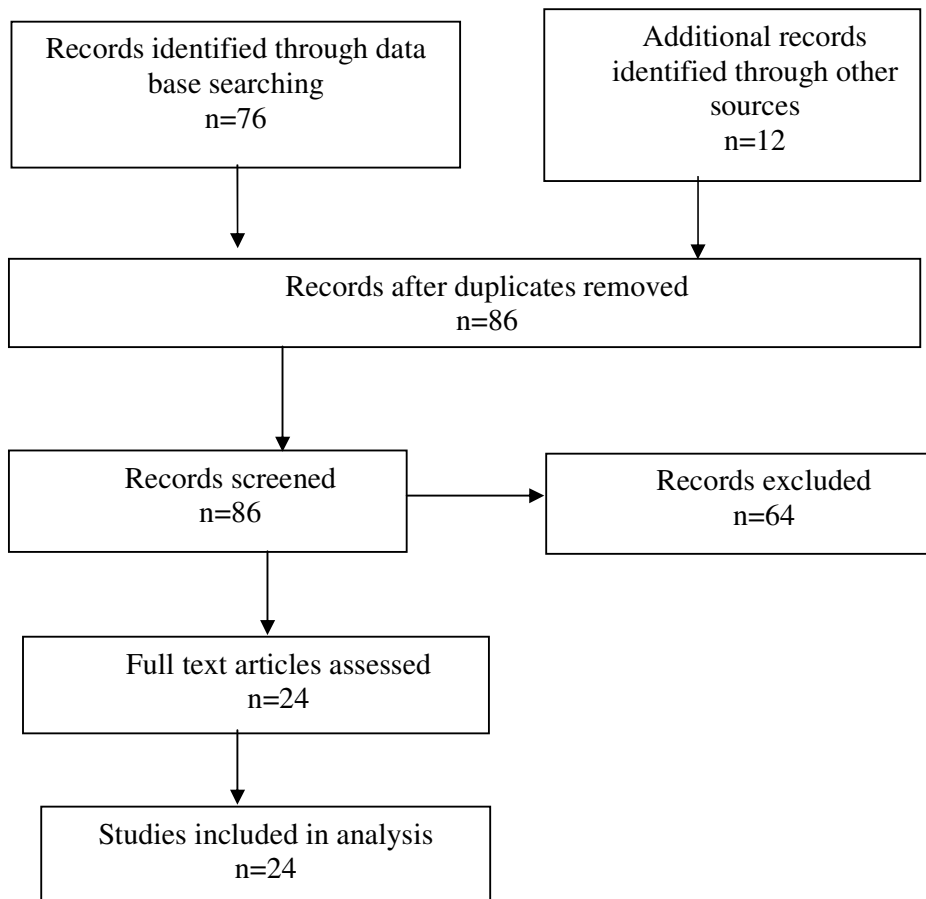 Records identified through data
base searching
n=76
Additional records
identified through other
sources
n=12
Records after duplicates removed
n=86
Records screened
n=86
Records excluded
n=64
Full text articles assessed
n=24
Studies included in analysis
n=24